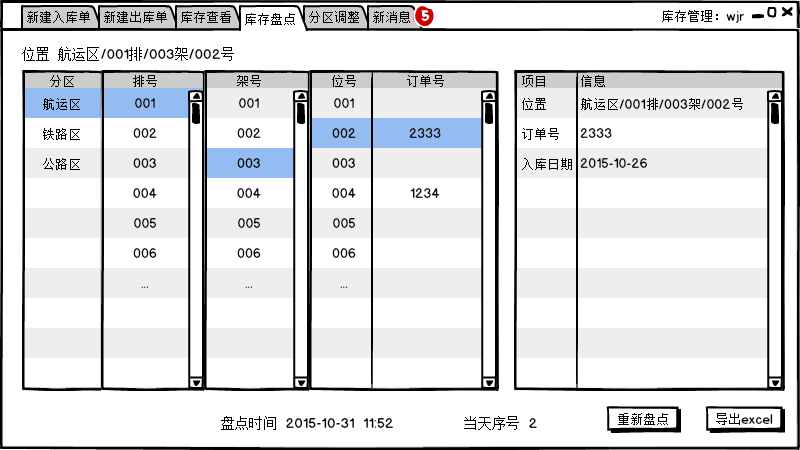 新建入库单 新建出库单 库存查看 库存盘点 分区调整 新消息 5 库存管理：wjr
位置 航运区/001排/003架/002号
分区 排号 架号 位号 订单号 项目 信息
航运区 001 001 001 位置 航运区/001排/003架/002号
铁路区 002 002 002 2333 订单号 2333
公路区 003 003 003 入库日期 2015-10-26
004 004 004 1234
005 005 005
006 006 006
... ... ...
盘点时间 2015-10-31 11:52 当天序号 2 重新盘点 导出excel